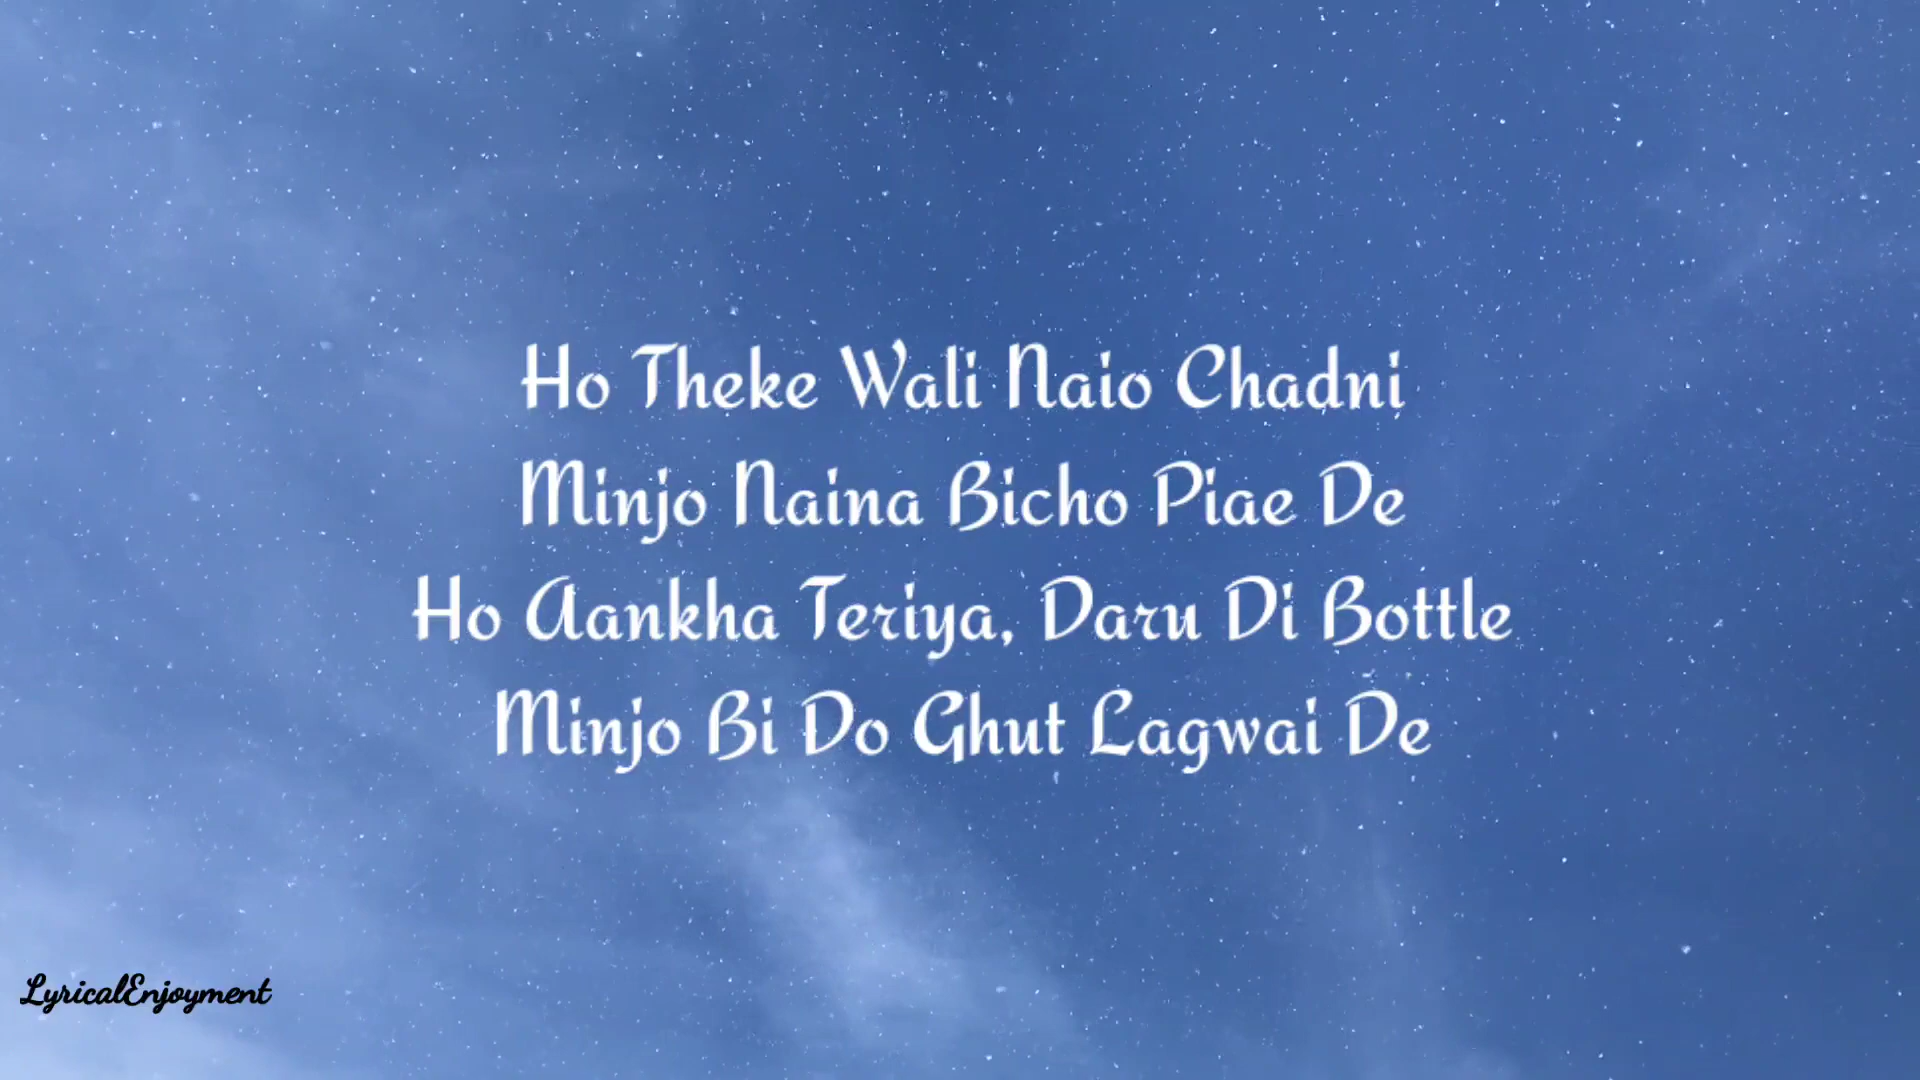 Ho Theke Wali Naio Chadni
Minjo Naina Bicho Piae De
Ho Aankha Teriya, Daru Di Bottle
Minjo Bi Do Ghut Lagwai De
LyricalEnjoyment